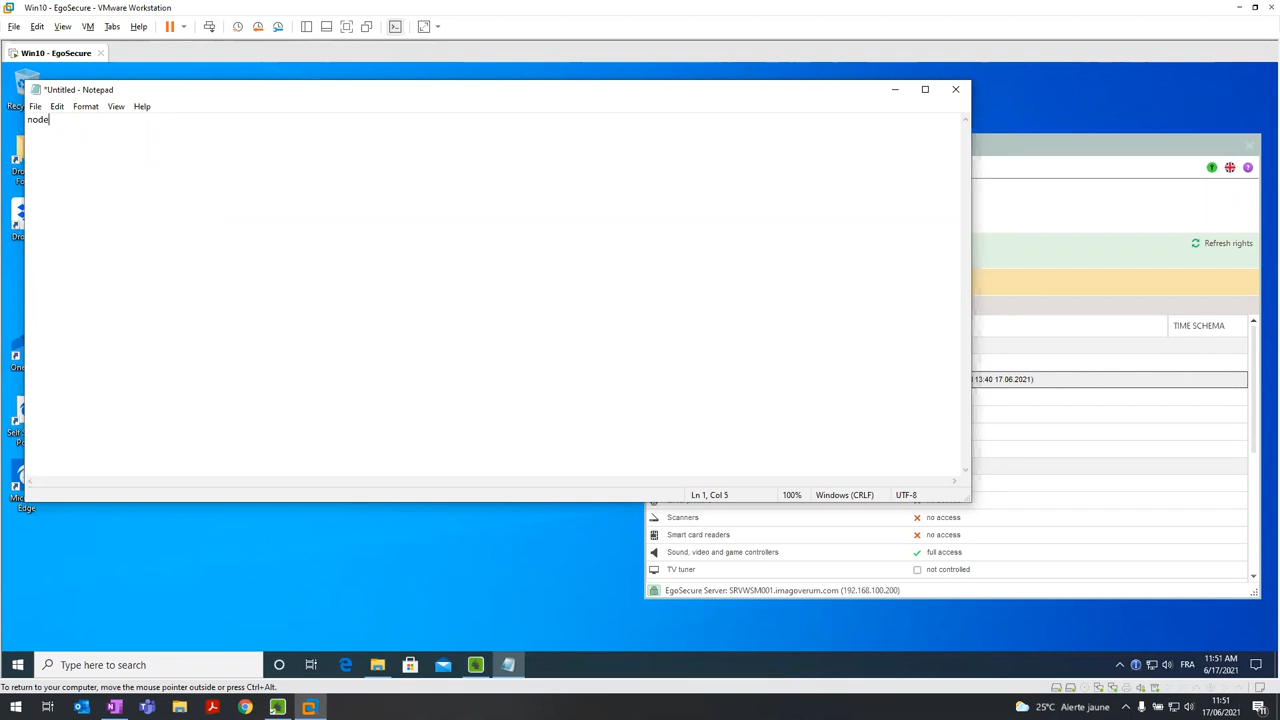 Win10 - EgoSecure - VMware Workstation
File Edit View VM Tabs Help
Win10 - EgoSecure
*Untitled - Notepad
File Edit Format View Help
node
Refresh rights
TIME SCHEMA
13:40 17.06.2021)
Ln 1, Col 5 100% Windows (CRLF) UTF-8
Edge
Scanners no access
Smart card readers no access
Sound, video and game controllers full access
TV tuner not controlled
EgoSecure Server: SRVWSM001.imagoverum.com (192.168.100.200)
Type here to search
FRA
11:51 AM
6/17/2021
To return to your computer, move the mouse pointer outside or press Ctrl+Alt.
25°C Alerte jaune
11:51
17/06/2021